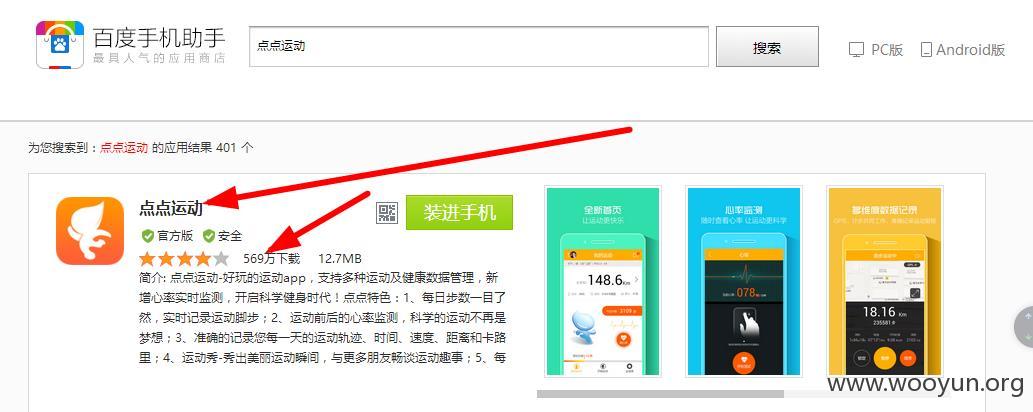 百度手机助手
最具人气的应用商店
点点运动
搜索
PC版
Android版
为您搜索到：点点运动 的应用结果 401 个
点点运动
装进手机
官方版 安全
569万下载 12.7MB
简介: 点点运动-好玩的运动app，支持多种运动及健康数据管理，新
增心率实时监测，开启科学健身时代！点点特色：1、每日步数一目了
然，实时记录运动脚步；2、运动前后的心率监测，科学的运动不再是
梦想；3、准确的记录您每一天的运动轨迹、时间、速度、距离和卡路
里；4、运动秀-秀出美丽运动瞬间，与更多朋友畅谈运动趣事；5、每
全新首页
让运动更快乐
148.6 Km
心率监测
随时查看心率 让运动更科学
心率
078
多维度数据记录
18.16 Km
235581
www.wooyun.org